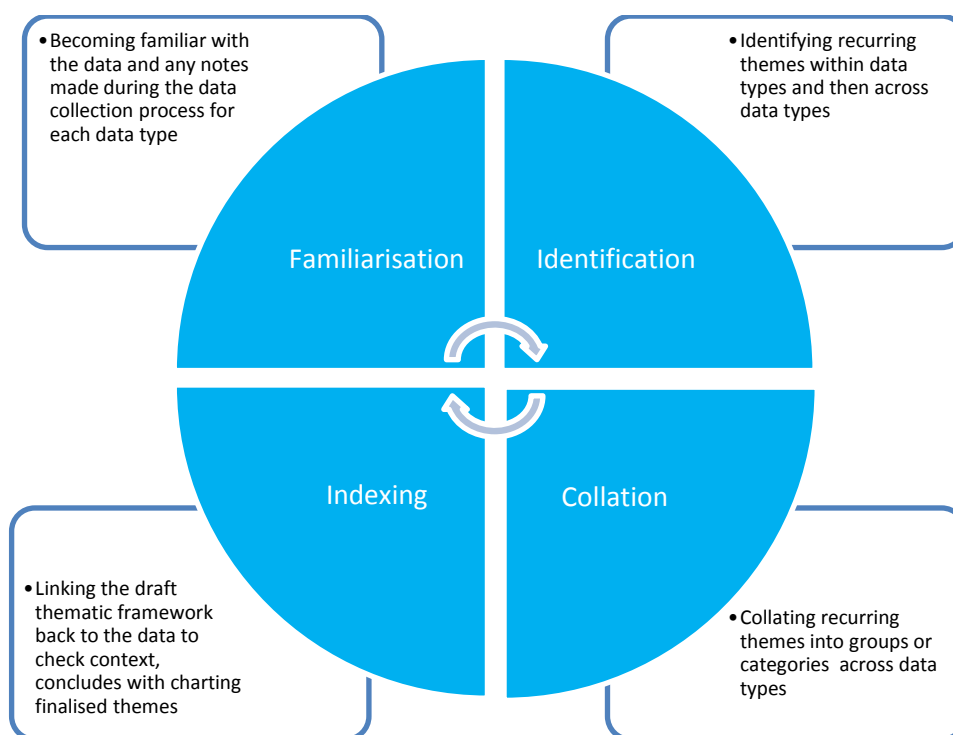 •Becoming familiar with
the data and any notes
made during the data
collection process for
each data type
•Identifying recurring
themes within data
types and then across
data types
Familiarisation
Identification
Indexing
Collation
•Linking the draft
thematic framework
back to the data to
check context,
concludes with charting
finalised themes
•Collating recurring
themes into groups or
categories  across data
types